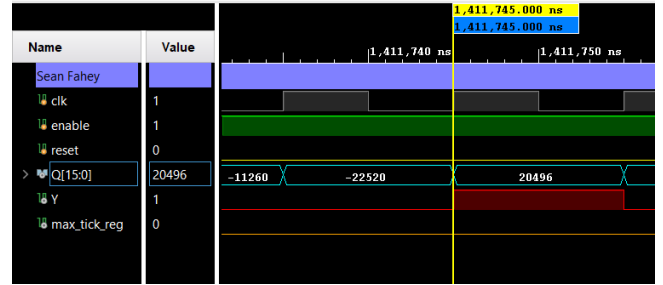 1,411,745.000 ns
1,411,745.000 ns
Name Value 1,411,740 ns 1,411,750 ns
Sean Fahey
clk 1
enable 1
reset 0
Q[15:0] 20496 -11260 -22520 20496
Y 1
max_tick_reg 0